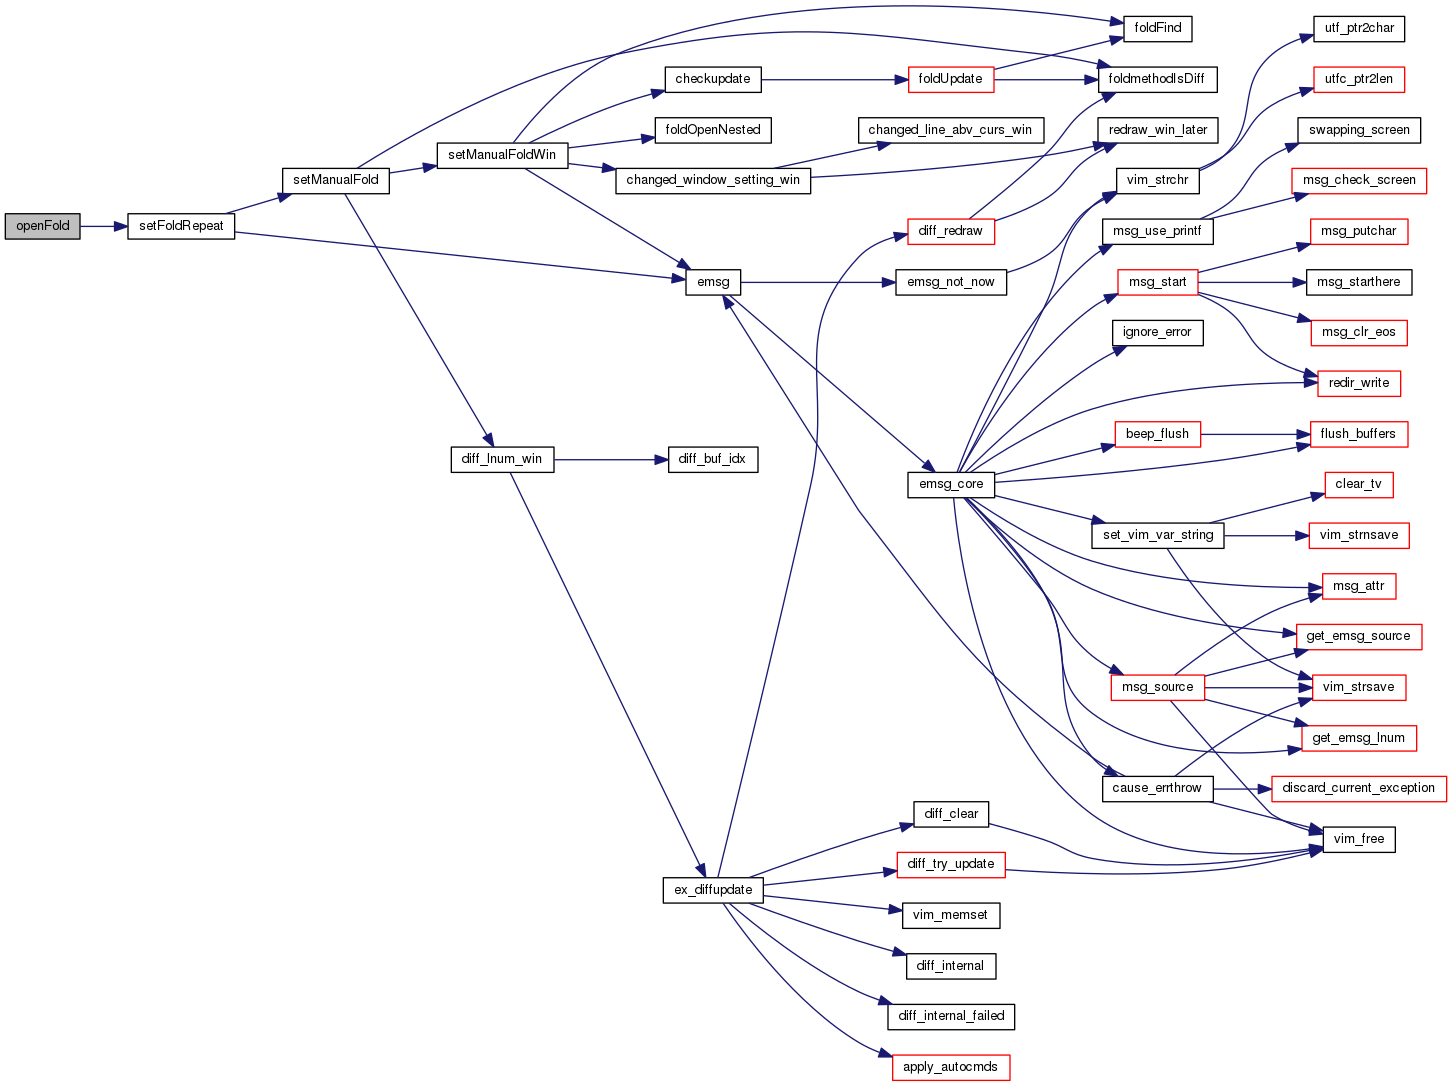 openFold
setFoldRepeat
setManualFold
setManualFoldWin
diff_lnum_win
checkupdate
foldOpenNested
changed_window_setting_win
emsg
diff_buf_idx
ex_diffupdate
foldUpdate
changed_line_abv_curs_win
diff_redraw
emsg_not_now
emsg_core
diff_clear
diff_try_update
vim_memset
diff_internal
diff_internal_failed
apply_autocmds
foldFind
foldmethodIsDiff
redraw_win_later
vim_strchr
msg_use_printf
msg_start
ignore_error
beep_flush
set_vim_var_string
msg_source
cause_errthrow
utf_ptr2char
utfc_ptr2len
swapping_screen
msg_check_screen
msg_putchar
msg_starthere
msg_clr_eos
redir_write
flush_buffers
clear_tv
vim_strnsave
msg_attr
get_emsg_source
vim_strsave
get_emsg_lnum
discard_current_exception
vim_free